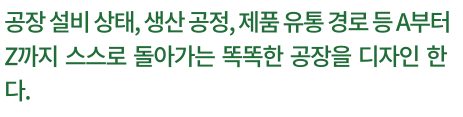 공장 설비 상태, 생산 공정, 제품 유통 경로 등 A부터
Z까지 스스로 돌아가는 똑똑한 공장을 디자인 한
다.